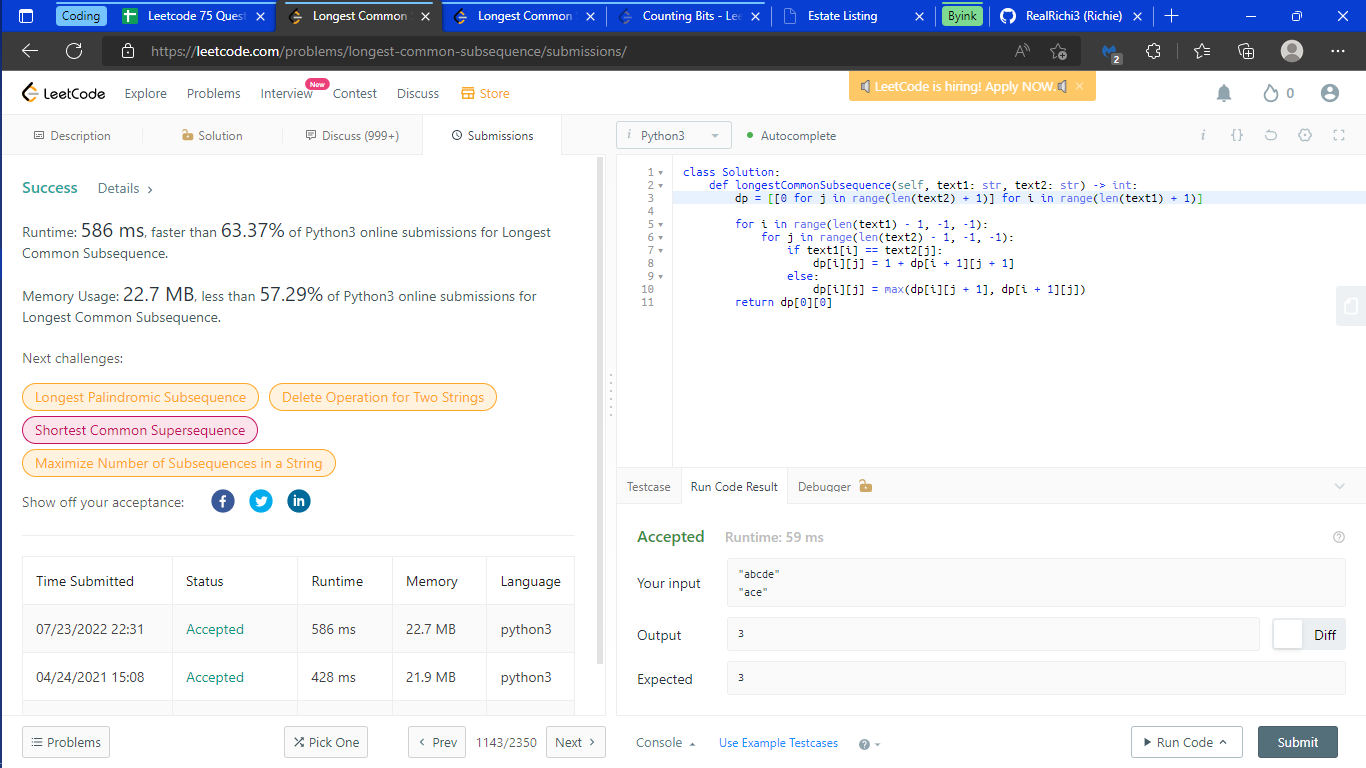 Coding
Leetcode 75 Quest
Longest Common
Longest Common
Counting Bits - Lee
Estate Listing
Byink
RealRichi3 (Richie)
https://leetcode.com/problems/longest-common-subsequence/submissions/
2
LeetCode
Explore
Problems
Interview
New
Contest
Discuss
Store
LeetCode is hiring! Apply NOW.
0
Description
Solution
Discuss (999+)
Submissions
i Python3
Autocomplete
Success
Details
Runtime: 586 ms, faster than 63.37% of Python3 online submissions for Longest
Common Subsequence.
Memory Usage: 22.7 MB, less than 57.29% of Python3 online submissions for
Longest Common Subsequence.
Next challenges:
Longest Palindromic Subsequence
Delete Operation for Two Strings
Shortest Common Supersequence
Maximize Number of Subsequences in a String
Show off your acceptance:
Time Submitted Status Runtime Memory Language
07/23/2022 22:31 Accepted 586 ms 22.7 MB python3
04/24/2021 15:08 Accepted 428 ms 21.9 MB python3
1 class Solution:
2     def longestCommonSubsequence(self, text1: str, text2: str) -> int:
3         dp = [[0 for j in range(len(text2) + 1)] for i in range(len(text1) + 1)]
4
5         for i in range(len(text1) - 1, -1, -1):
6             for j in range(len(text2) - 1, -1, -1):
7                 if text1[i] == text2[j]:
8                     dp[i][j] = 1 + dp[i + 1][j + 1]
9                 else:
10                     dp[i][j] = max(dp[i][j + 1], dp[i + 1][j])
11         return dp[0][0]
Testcase
Run Code Result
Debugger
Accepted
Runtime: 59 ms
Your input
"abcde"
"ace"
Output
3
Diff
Expected
3
Problems
Pick One
Prev
1143/2350
Next
Console
Use Example Testcases
Run Code
Submit